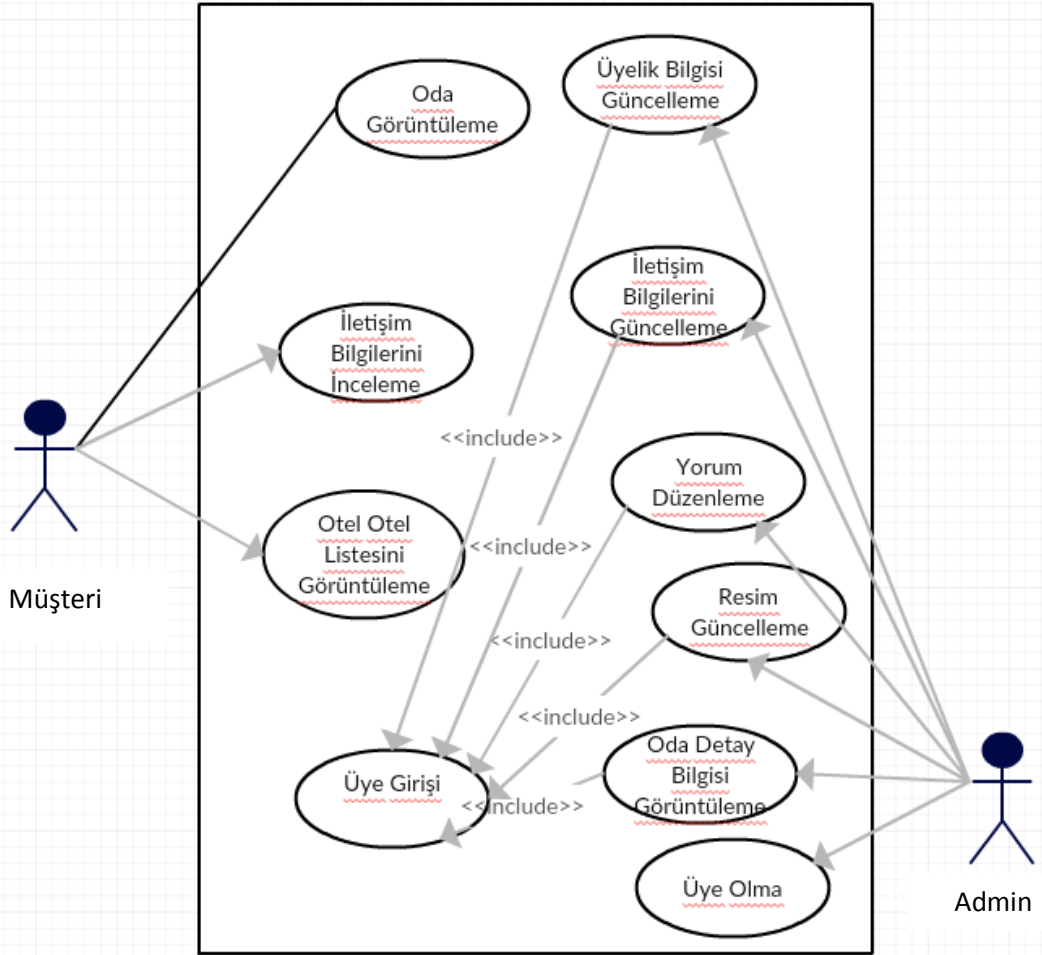 Oda
Görüntüleme
Üyelik Bilgisi
Güncelleme
İletişim
Bilgilerini
Güncelleme
İletişim
Bilgilerini
İnceleme
<<include>>
Yorum
Düzenleme
Otel Otel
Listesini
Görüntüleme
<<include>>
Müşteri
Resim
Güncelleme
<<include>>
<<include>>
Oda Detay
Bilgisi
Görüntüleme
Üye Girişi
<<include>>
Üye Olma
Admin